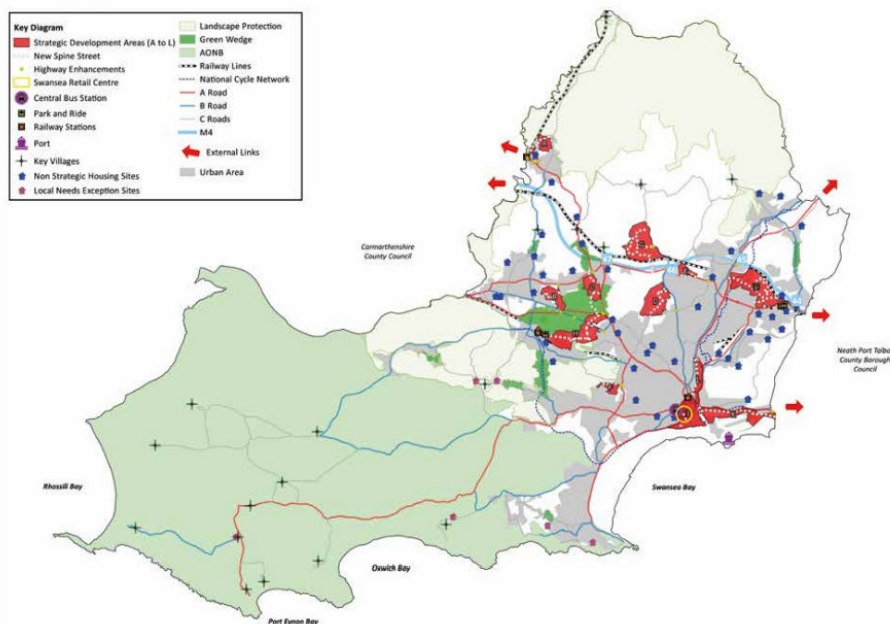 Key Diagram
Strategic Development Areas (A to L)
New Spine Street
Highway Enhancements
Swansea Retail Centre
Central Bus Station
Park and Ride
Railway Stations
Port
Key Villages
Non Strategic Housing Sites
Local Needs Exception Sites
Landscape Protection
Green Wedge
AONB
Railway Lines
National Cycle Network
A Road
B Road
C Roads
M4
External Links
Urban Area
Carmarthenshire
County Council
Neath Port Talbot
County Borough
Council
Rhossili Bay
Swansea Bay
Oxwich Bay
Port Eynon Bay